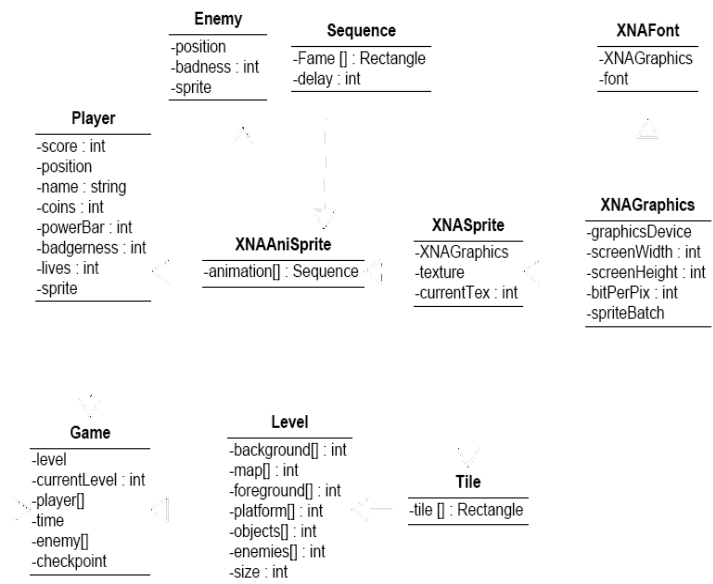 Enemy
-position
-badness : int
-sprite
Sequence
-Fame [] : Rectangle
-delay : int
XNAFont
-XNAGraphics
-font
Player
-score : int
-position
-name : string
-coins : int
-powerBar : int
-badgerness : int
-lives : int
-sprite
XNAAniSprite
-animation[] : Sequence
XNASprite
-XNAGraphics
-texture
-currentTex : int
XNAGraphics
-graphicsDevice
-screenWidth : int
-screenHeight : int
-bitPerPix : int
-spriteBatch
Game
-level
-currentLevel : int
-player[]
-time
-enemy[]
-checkpoint
Level
-background[] : int
-map[] : int
-foreground[] : int
-platform[] : int
-objects[] : int
-enemies[] : int
-size : int
Tile
-tile [] : Rectangle